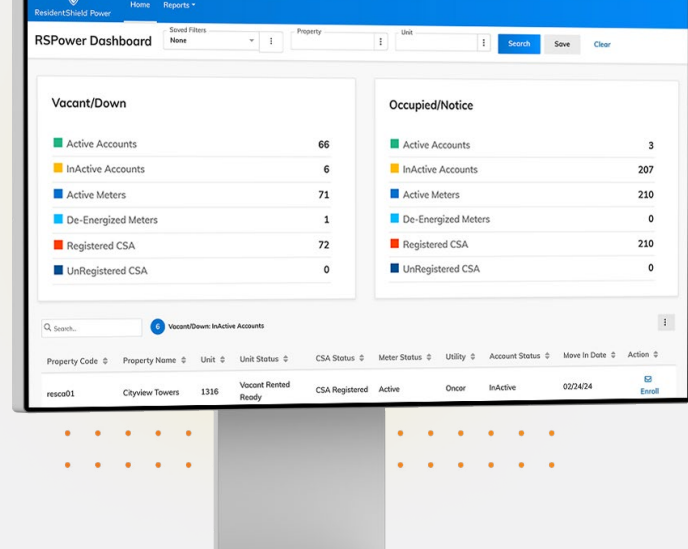 ResidentShield Power
Home Reports
RSPower Dashboard
Saved Filters
None
Property
Unit
Search Save Clear
Vacant/Down
Active Accounts 66
InActive Accounts 6
Active Meters 71
De-Energized Meters 1
Registered CSA 72
UnRegistered CSA 0
Occupied/Notice
Active Accounts 3
InActive Accounts 207
Active Meters 210
De-Energized Meters 0
Registered CSA 210
UnRegistered CSA 0
Search...
6 Vacant/Down: InActive Accounts
Property Code Property Name Unit Unit Status CSA Status Meter Status Utility Account Status Move In Date Action
resca01 Cityview Towers 1316 Vacant Rented Ready CSA Registered Active Oncor InActive 02/24/24 Enroll